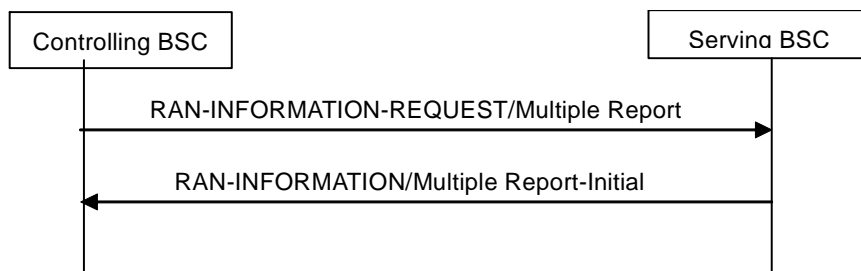 Controlling BSC
Serving BSC
RAN-INFORMATION-REQUEST/Multiple Report
RAN-INFORMATION/Multiple Report-Initial